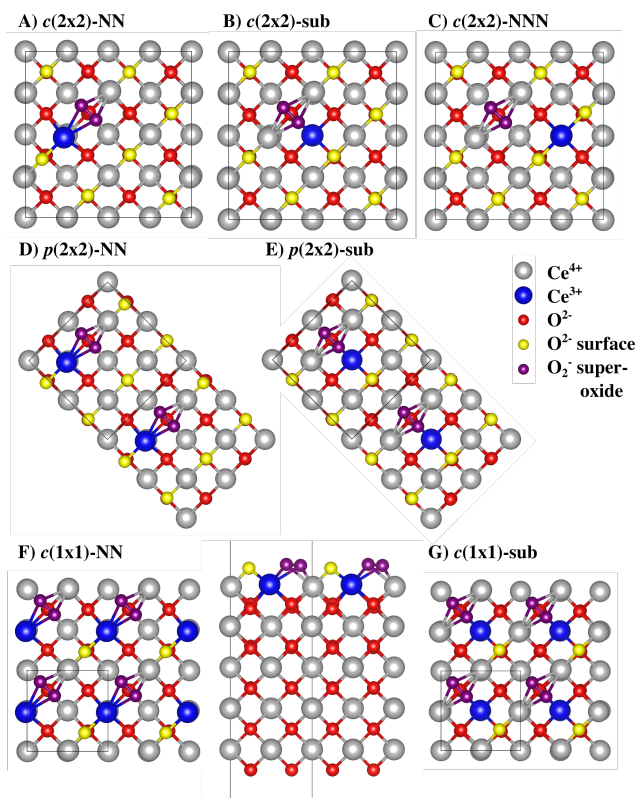 A) c(2x2)-NN
B) c(2x2)-sub
C) c(2x2)-NNN
D) p(2x2)-NN
E) p(2x2)-sub
Ce4+
Ce3+
O2-
O2- surface
O2- super-
oxide
F) c(1x1)-NN
G) c(1x1)-sub